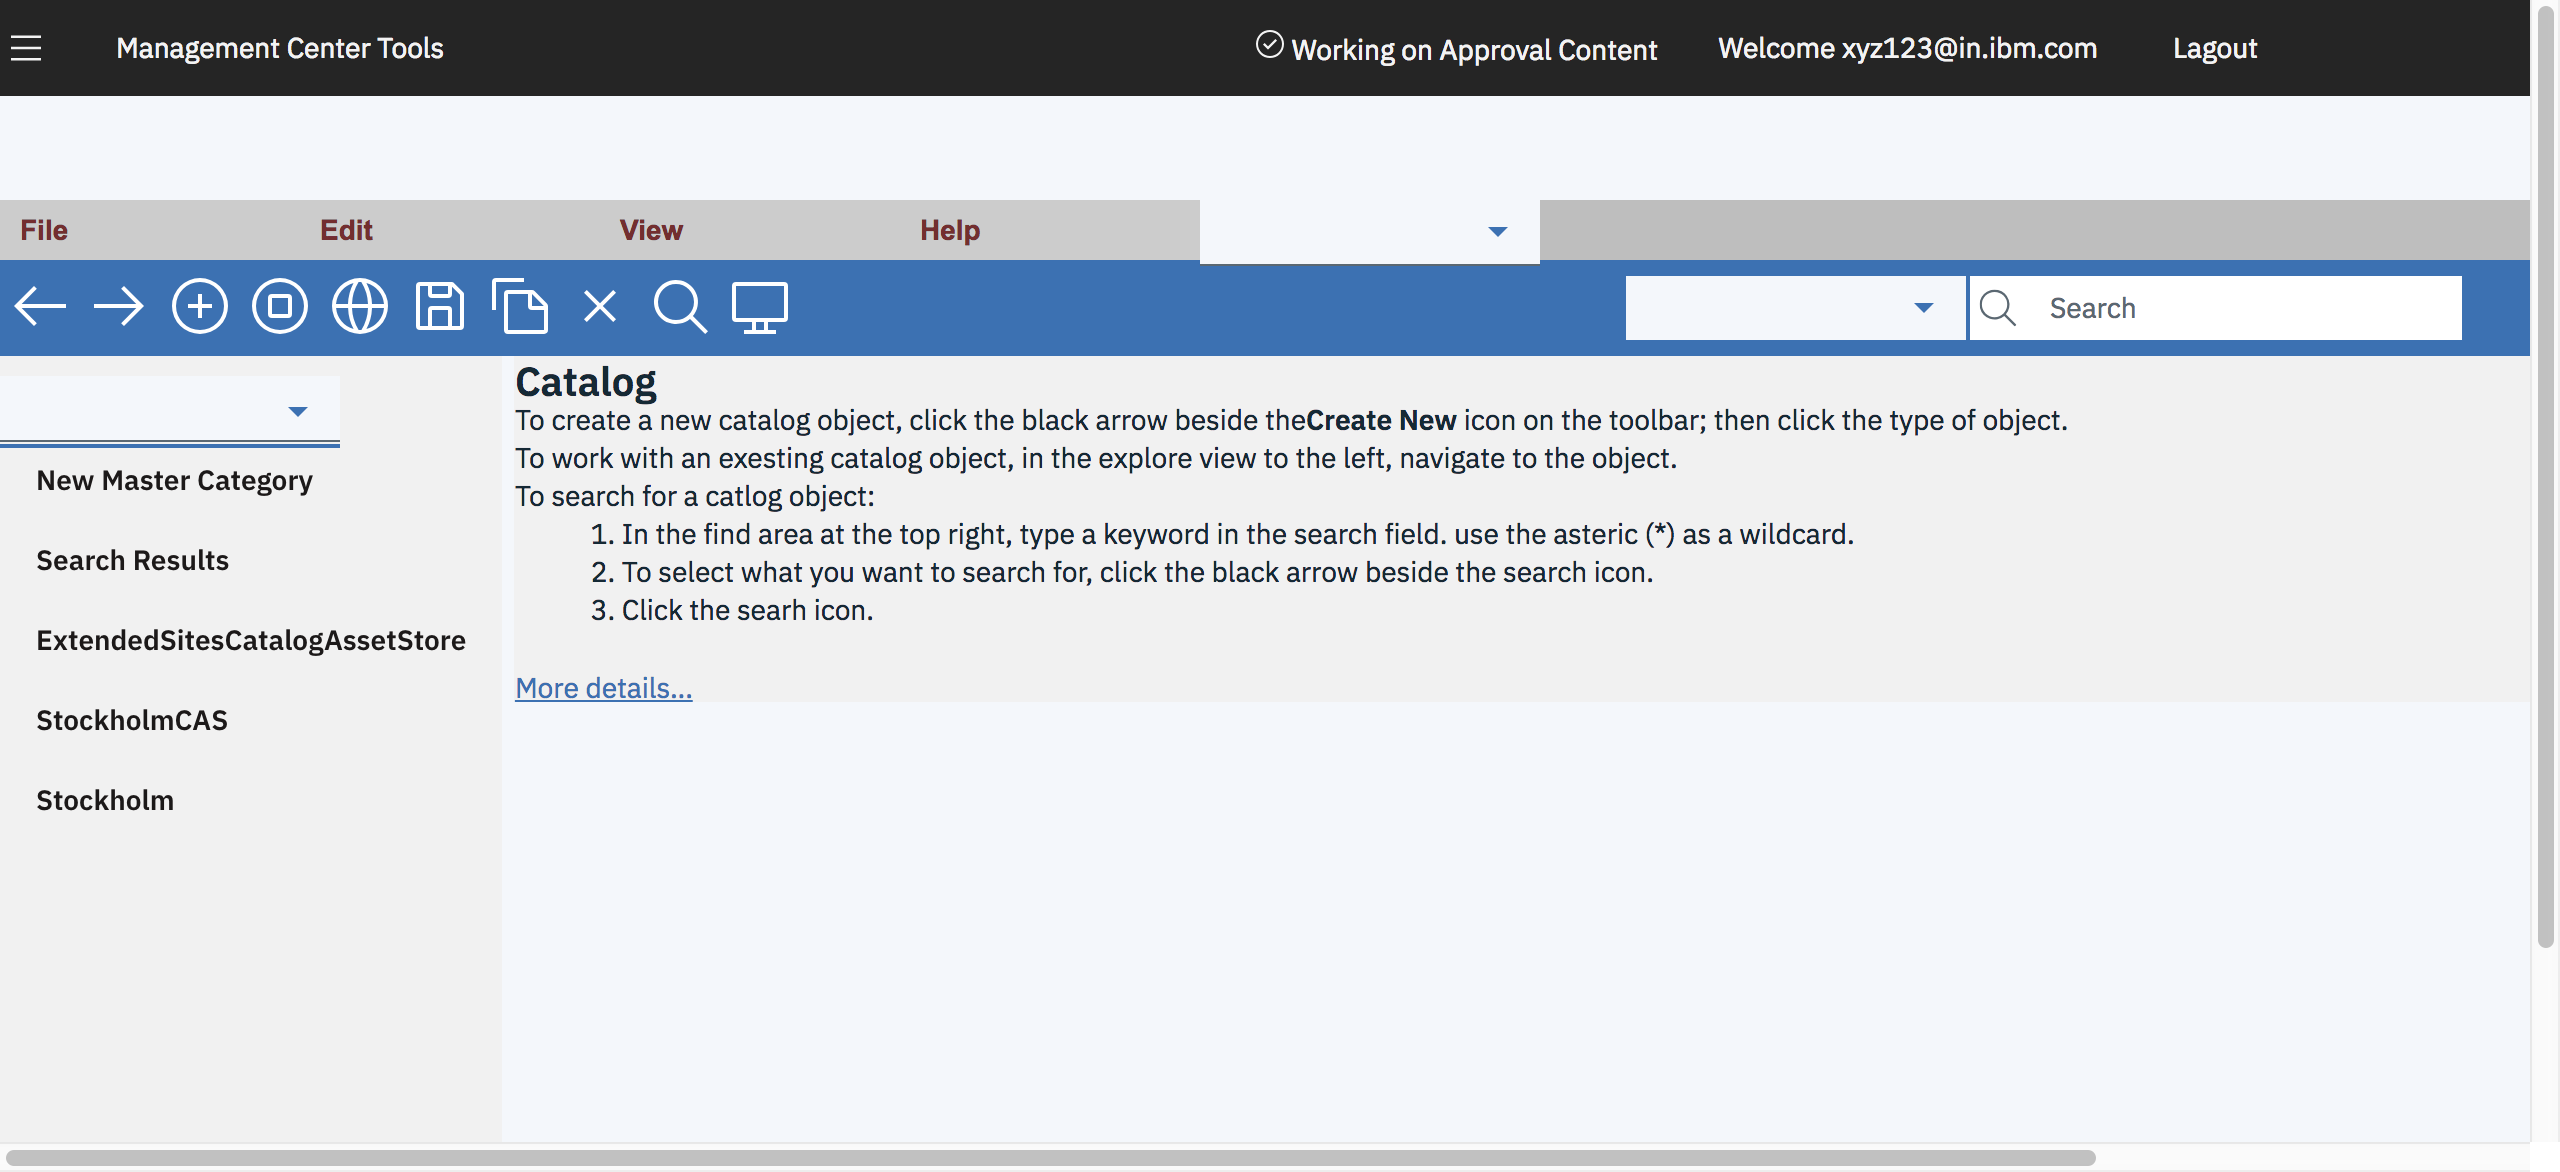 Management Center Tools
Working on Approval Content
Welcome xyz123@in.ibm.com
Lagout
File
Edit
View
Help
Search
New Master Category
Search Results
ExtendedSitesCatalogAssetStore
StockholmCAS
Stockholm
Catalog
To create a new catalog object, click the black arrow beside theCreate New icon on the toolbar; then click the type of object.
To work with an exesting catalog object, in the explore view to the left, navigate to the object.
To search for a catlog object:
1. In the find area at the top right, type a keyword in the search field. use the asteric (*) as a wildcard.
2. To select what you want to search for, click the black arrow beside the search icon.
3. Click the searh icon.
More details...